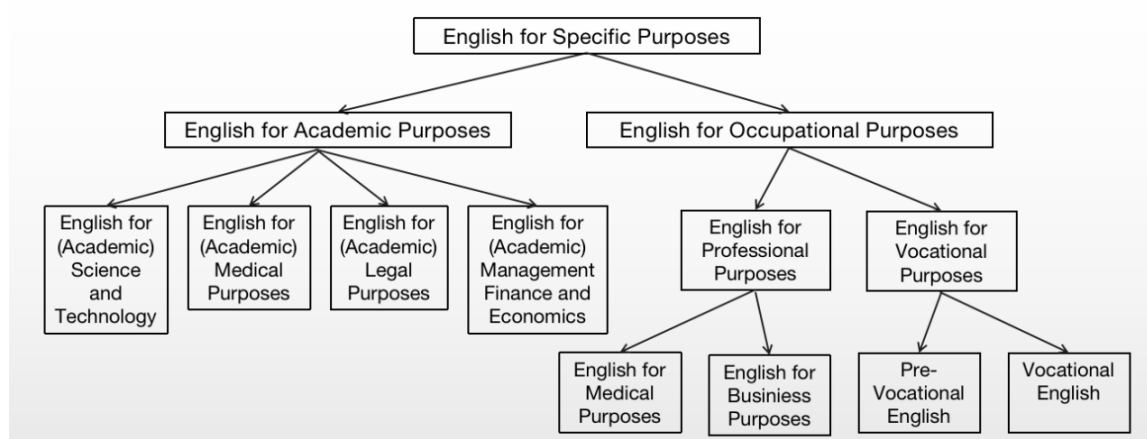 English for Specific Purposes
English for Academic Purposes
English for Occupational Purposes
English for
(Academic)
Science
and
Technology
English for
(Academic)
Medical
Purposes
English for
(Academic)
Legal
Purposes
English for
(Academic)
Management
Finance and
Economics
English for
Professional
Purposes
English for
Vocational
Purposes
English for
Medical
Purposes
English for
Businiess
Purposes
Pre-
Vocational
English
Vocational
English